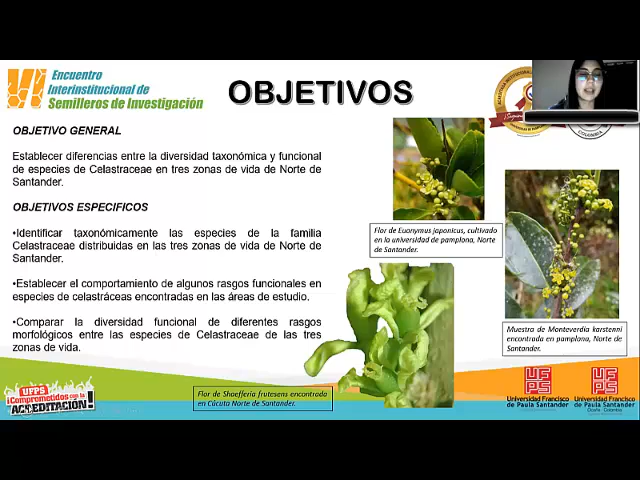 VI Encuentro
Interinstitucional de
Semilleros de Investigación
OBJETIVOS
OBJETIVO GENERAL
Establecer diferencias entre la diversidad taxonómica y funcional
de especies de Celastraceae en tres zonas de vida de Norte de
Santander.
OBJETIVOS ESPECIFICOS
•Identificar taxonómicamente las especies de la familia
Celastraceae distribuidas en las tres zonas de vida de Norte de
Santander.
•Establecer el comportamiento de algunos rasgos funcionales en
especies de celastráceas encontradas en las áreas de estudio.
•Comparar la diversidad funcional de diferentes rasgos
morfológicos entre las especies de Celastraceae de las tres
zonas de vida.
Flor de Euonymus japonicus, cultivado
en la universidad de pamplona, Norte
de Santander.
Muestra de Monteverdia karstenni
encontrada en pamplona, Norte de
Santander.
Flor de Shaefferia frutesens encontrada
en Cúcuta Norte de Santander.
UFPS
¡Comprometidos con la
ACREDITACIÓN!
UFPS
Universidad Francisco
de Paula Santander
UFPS
Universidad Francisco
de Paula Santander
Ocaña - Colombia